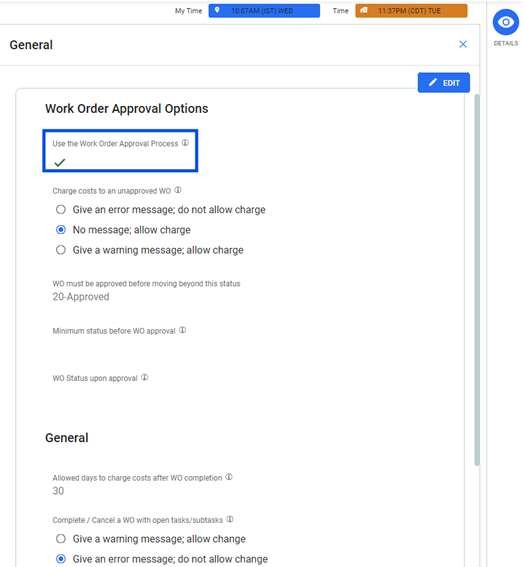 My Time 10:07AM (IST) WED Time 11:37PM (CDT) TUE
DETAILS
General
EDIT
Work Order Approval Options
Use the Work Order Approval Process
Charge costs to an unapproved WO
Give an error message; do not allow charge
No message; allow charge
Give a warning message; allow charge
WO must be approved before moving beyond this status
20-Approved
Minimum status before WO approval
WO Status upon approval
General
Allowed days to charge costs after WO completion
30
Complete / Cancel a WO with open tasks/subtasks
Give a warning message; allow change
Give an error message; do not allow change